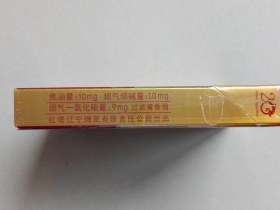 焦油量:10mg 烟气烟碱量:1.0mg
烟气一氧化碳量:9mg 过滤嘴香烟
红塔辽宁烟草有限责任公司出品
20